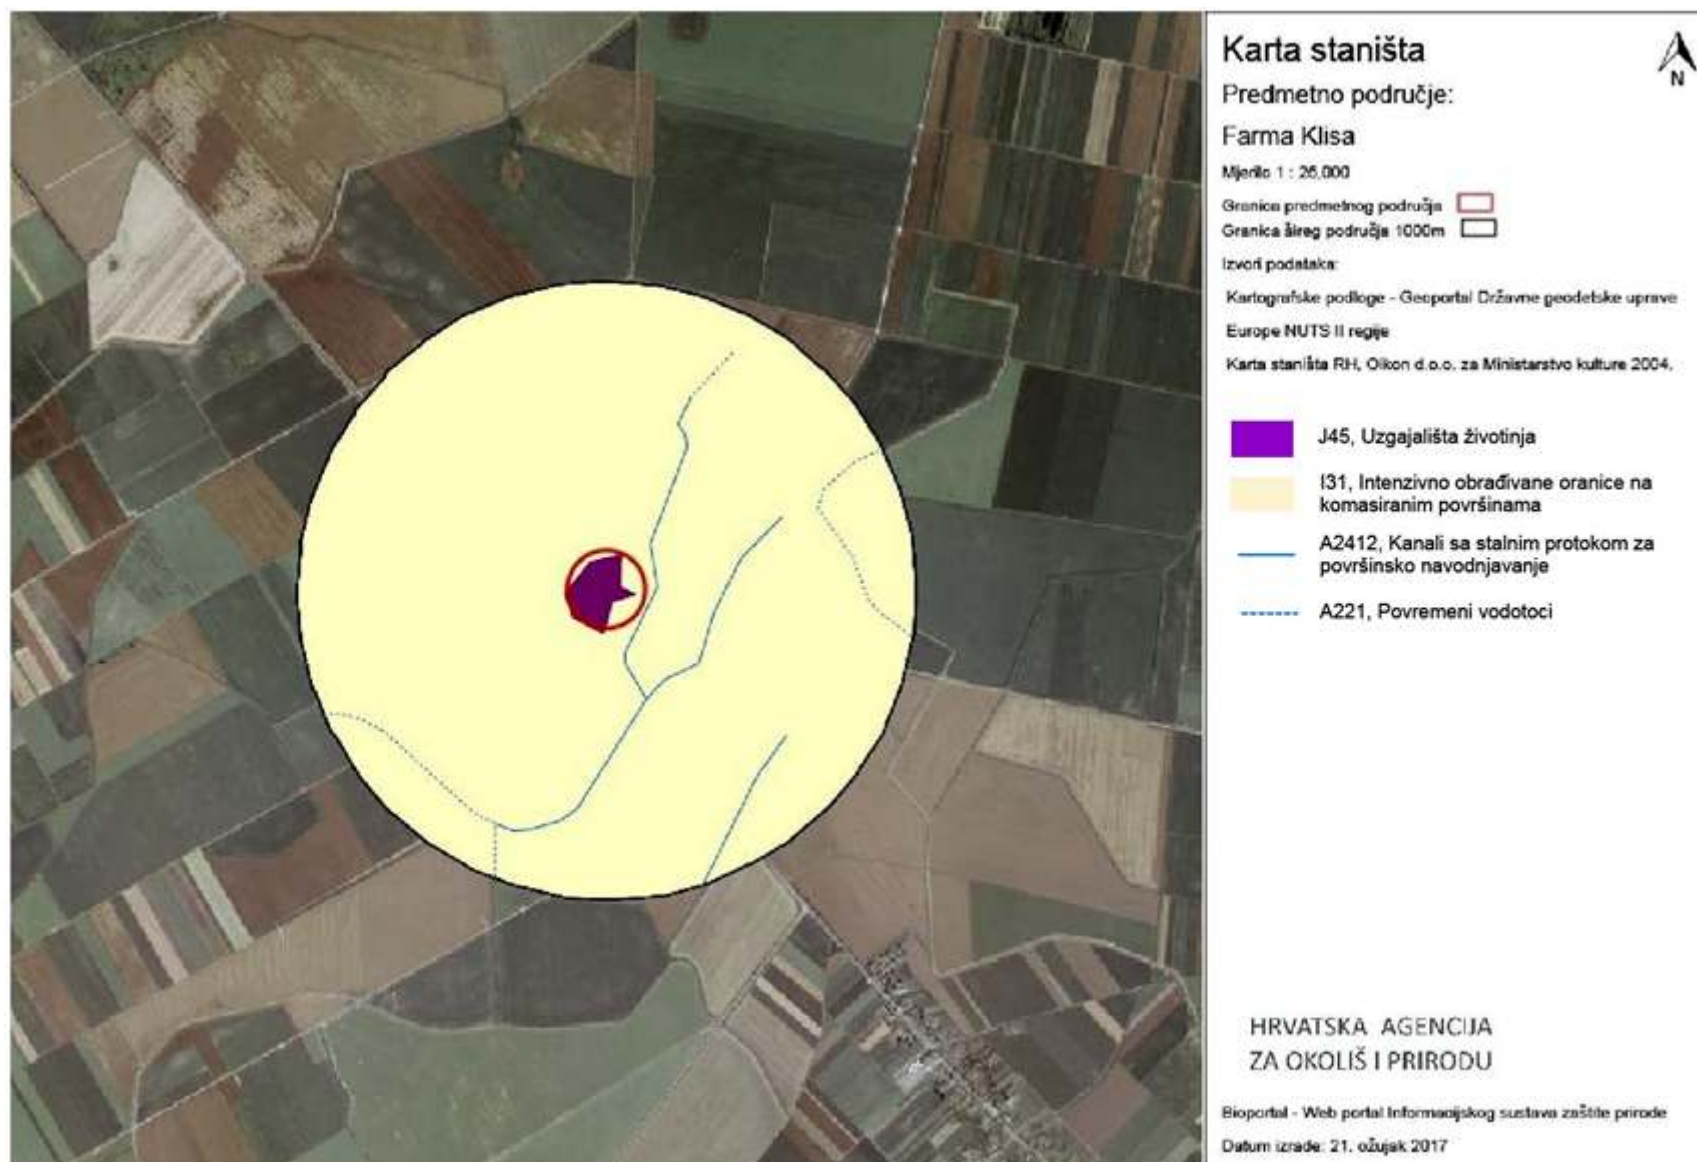 Karta staništa
N
Predmetno područje:
Farma Klisa
Mjerilo 1 : 26,000
Granica predmetnog područja
Granica šireg područja 1000m
Izvori podataka:
Kartografske podloge - Geoportal Državne geodetske uprave
Europe NUTS II regije
Karta staništa RH, Oikon d.o.o. za Ministarstvo kulture 2004.
J45, Uzgajališta životinja
I31, Intenzivno obrađivane oranice na
komasiranim površinama
A2412, Kanali sa stalnim protokom za
površinsko navodnjavanje
A221, Povremeni vodotoci
HRVATSKA AGENCIJA
ZA OKOLIŠ I PRIRODU
Bioportal - Web portal Informacijskog sustava zaštite prirode
Datum izrade: 21. ožujak 2017